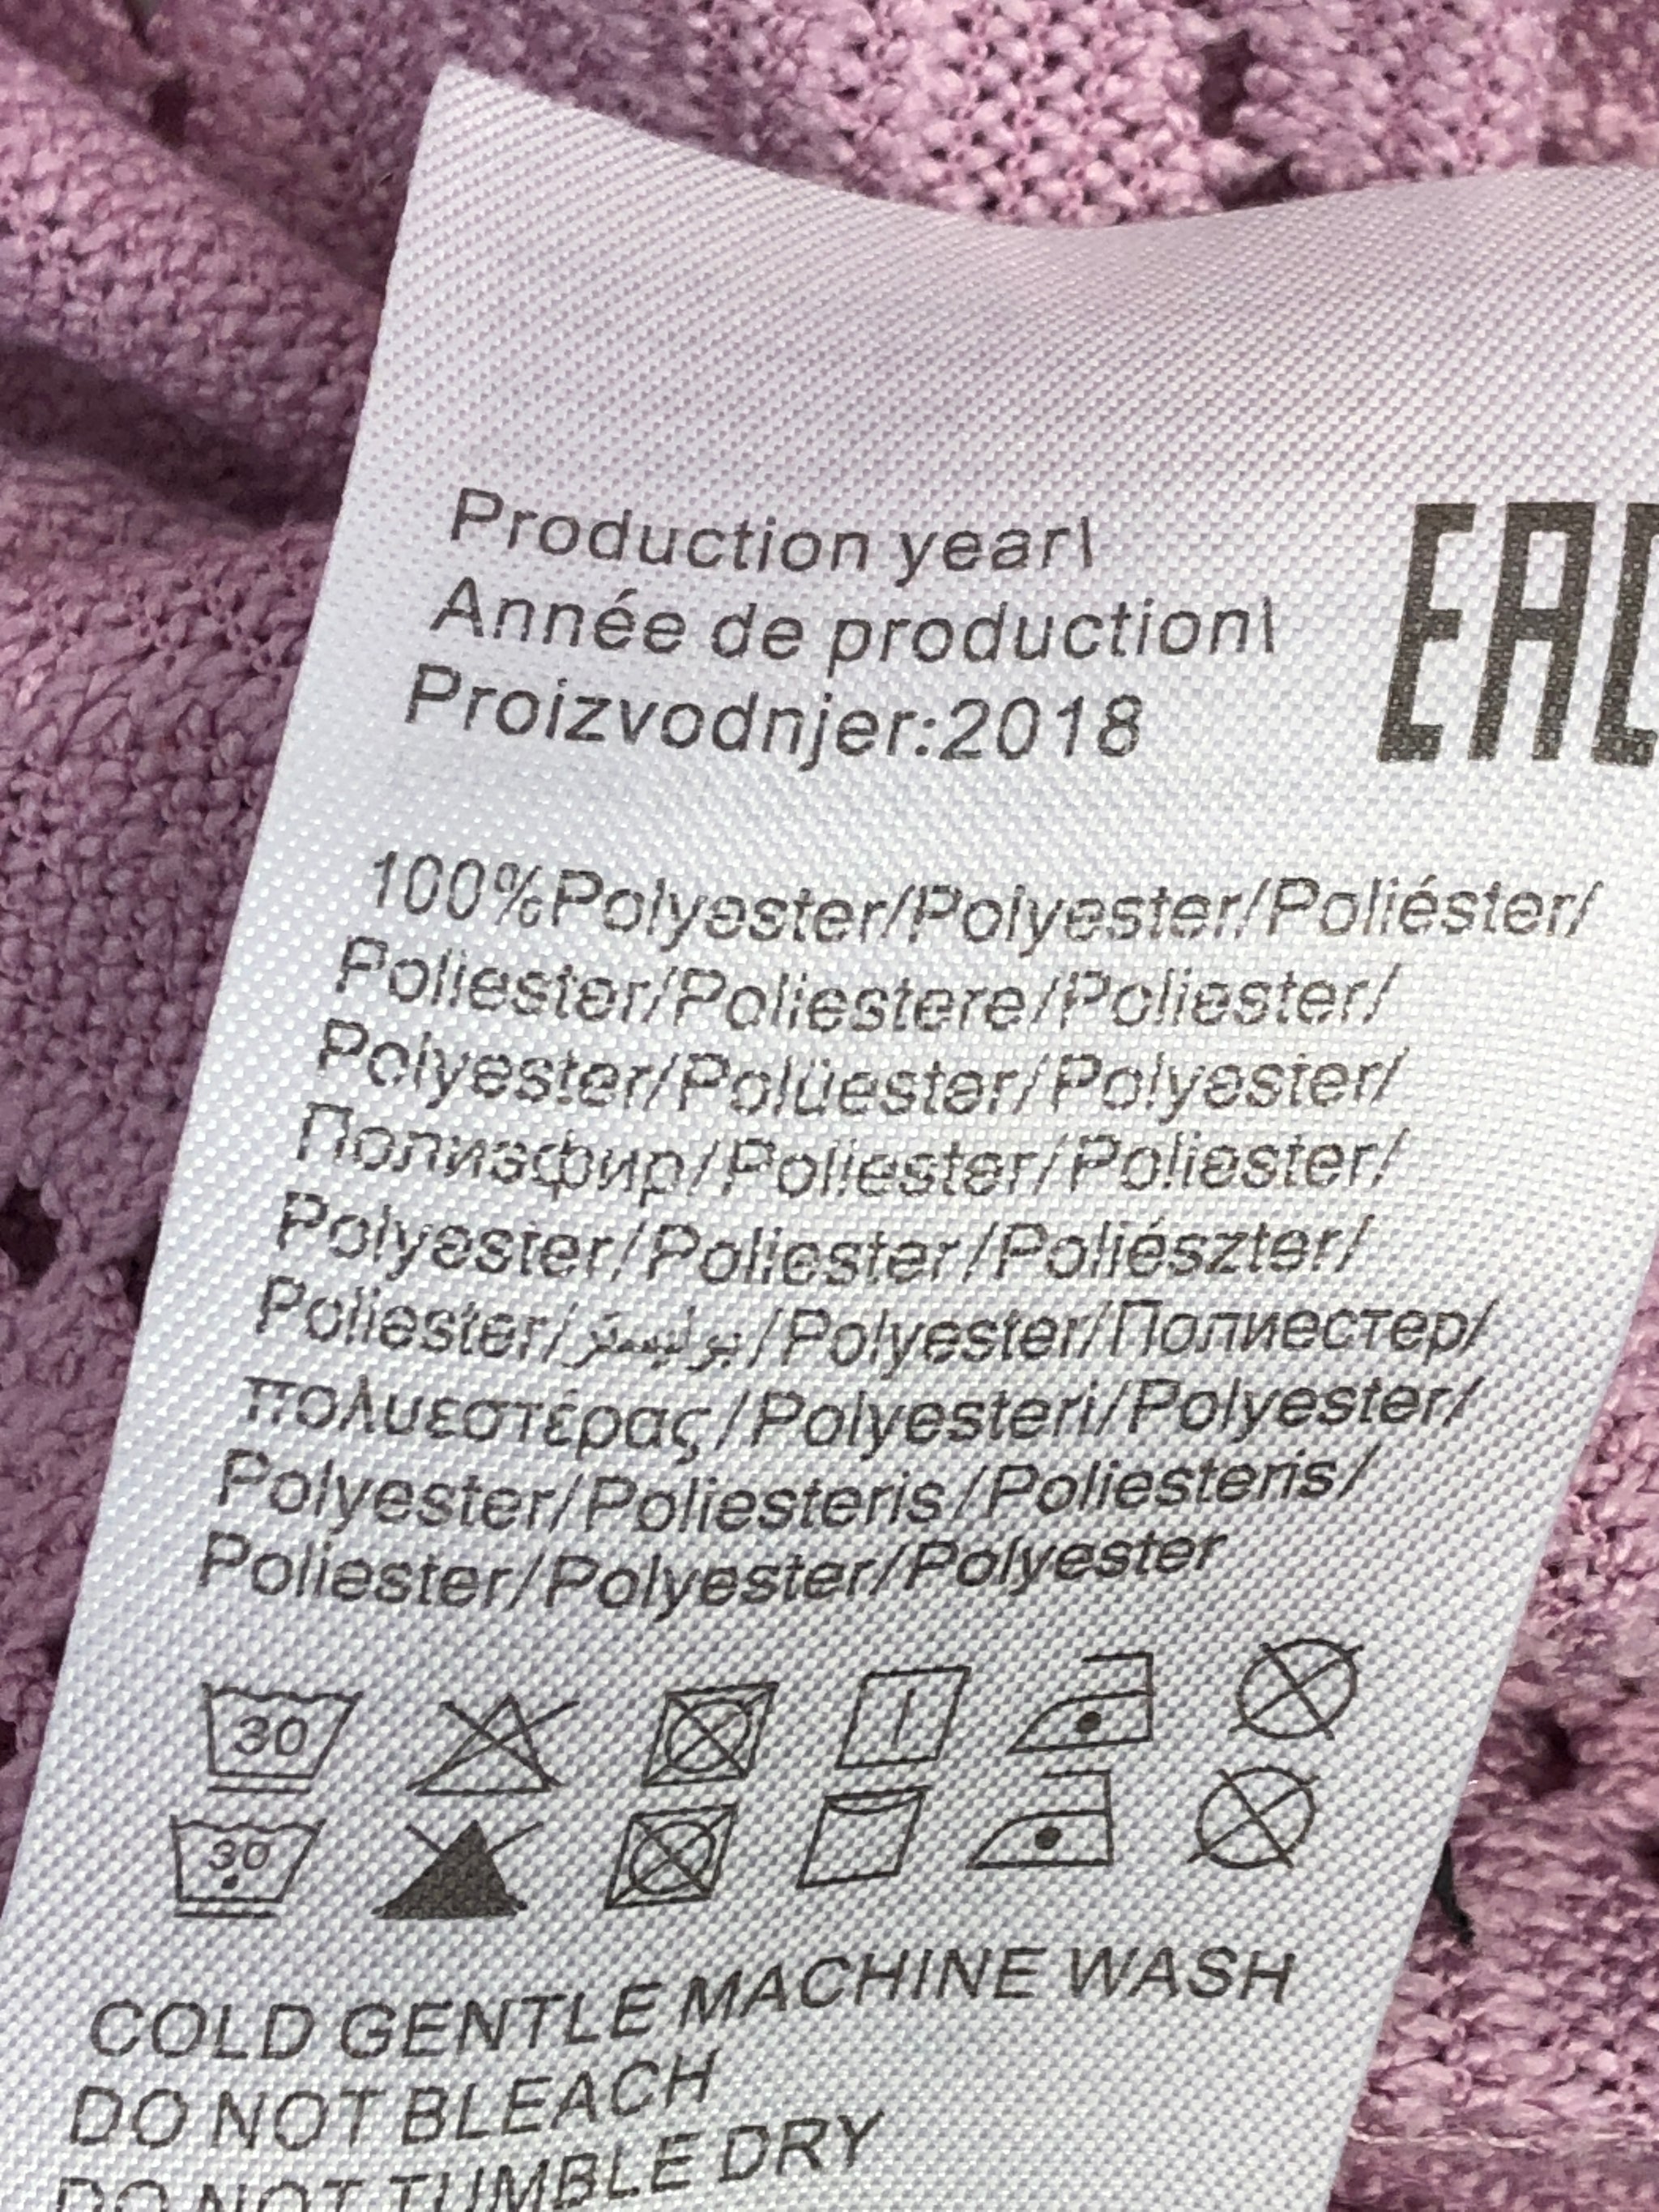 Production year\
Année de production\
Proizvodnjer:2018
EAC
100%Polyester/Polyester/Poliéster/
Poliester/Poliestere/Poliester/
Polyester/Polüester/Polyester/
Полиэфир/Poliester/Poliester/
Polyester/Poliester/Poliészter/
Poliester/بوليستر/Polyester/Полиестер/
πολυεστέρας/Polyesteri/Polyester/
Polyester/Poliesteris/Poliesteris/
Poliester/Polyester/Polyester
30
30
COLD GENTLE MACHINE WASH
DO NOT BLEACH
DO NOT TUMBLE DRY